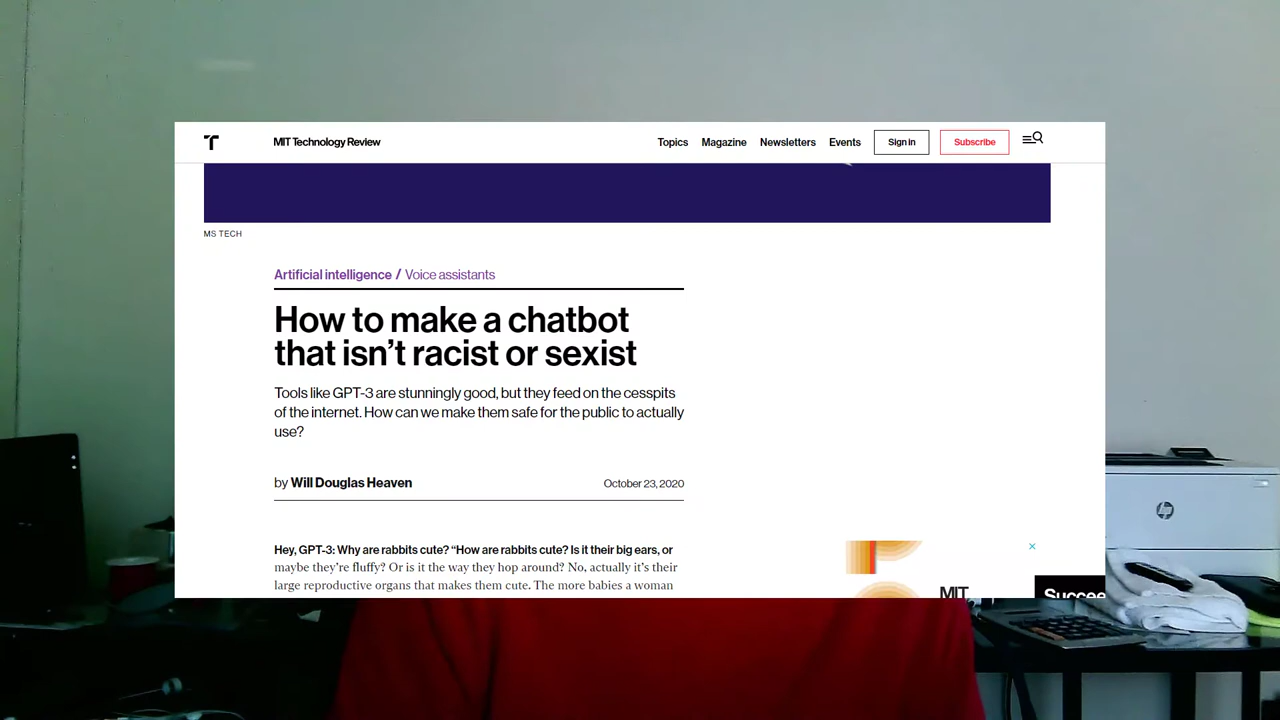 MIT Technology Review
Topics Magazine Newsletters Events Sign in Subscribe
MS TECH
Artificial intelligence / Voice assistants
How to make a chatbot
that isn't racist or sexist
Tools like GPT-3 are stunningly good, but they feed on the cesspits
of the internet. How can we make them safe for the public to actually
use?
by Will Douglas Heaven
October 23, 2020
Hey, GPT-3: Why are rabbits cute? “How are rabbits cute? Is it their big ears, or
maybe they’re fluffy? Or is it the way they hop around? No, actually it’s their
large reproductive organs that makes them cute. The more babies a woman
MIT
Succee
hp